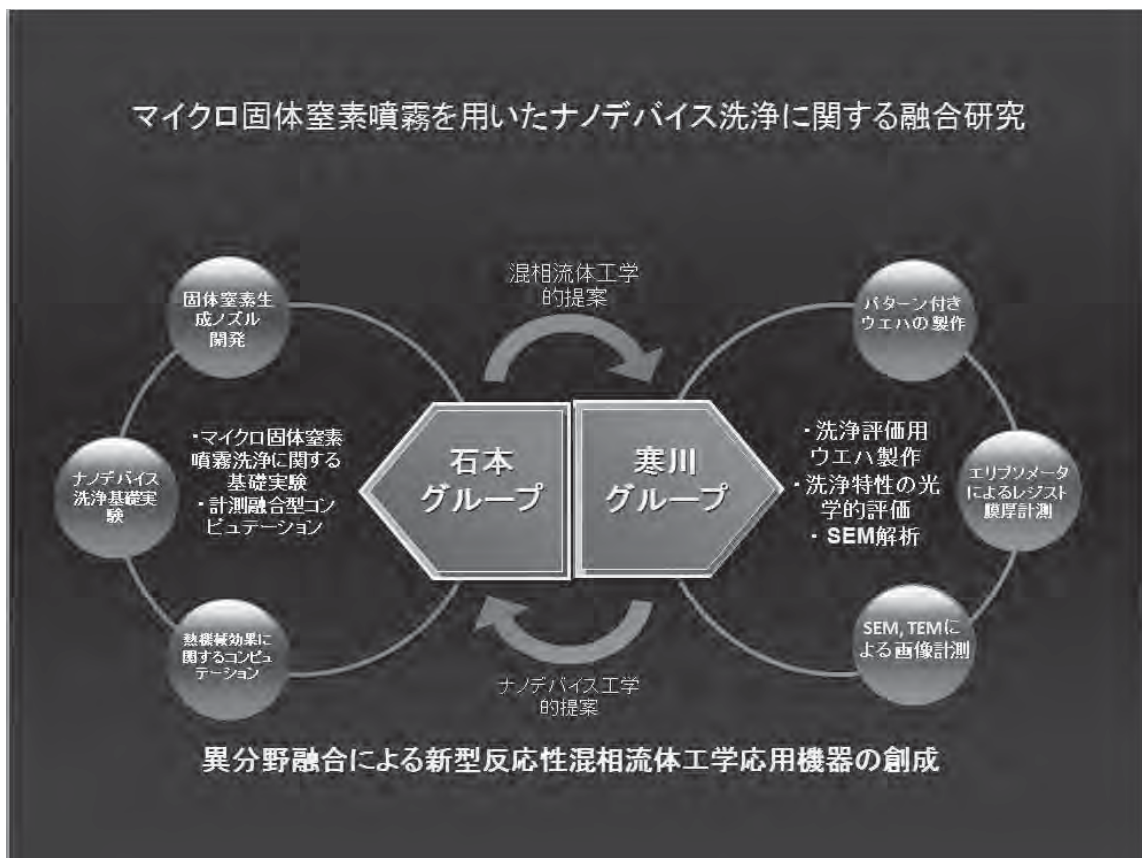 マイクロ固体窒素噴霧を用いたナノデバイス洗浄に関する融合研究
混相流体工学
的提案
固体窒素生
成ノズル
開発
ナノデバイス
洗浄基礎実
験
熱機械効果に
関するコンピュ
テーション
・マイクロ固体窒素
噴霧洗浄に関する
基礎実験
・計測融合型コン
ピュテーション
石本
グループ
寒川
グループ
・洗浄評価用
ウエハ製作
・洗浄特性の光
学的評価
・SEM解析
パターン付き
ウエハの製作
エリプソメータ
によるレジスト
膜厚計測
SEM, TEMに
よる画像計測
ナノデバイス工学
的提案
異分野融合による新型反応性混相流体工学応用機器の創成